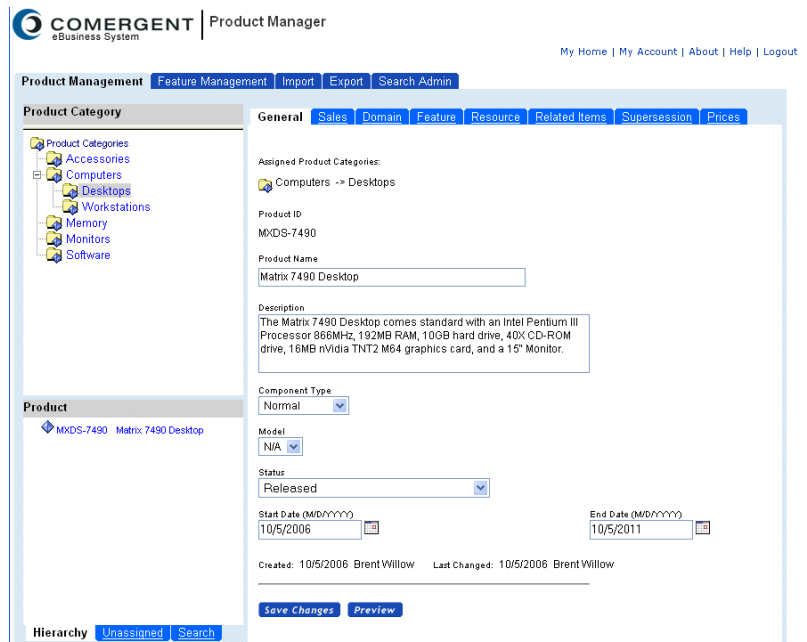 COMERGENT
eBusiness System
Product Manager
My Home | My Account | About | Help | Logout
Product Management Feature Management Import Export Search Admin
Product Category
Product Categories
Accessories
Computers
Desktops
Workstations
Memory
Monitors
Software
Product
MXDS-7490 Matrix 7490 Desktop
Hierarchy Unassigned Search
General Sales Domain Feature Resource Related Items Supersession Prices
Assigned Product Categories:
Computers -> Desktops
Product ID
MXDS-7490
Product Name
Matrix 7490 Desktop
Description
The Matrix 7490 Desktop comes standard with an Intel Pentium III
Processor 866MHz, 192MB RAM, 10GB hard drive, 40X CD-ROM
drive, 16MB nVidia TNT2 M64 graphics card, and a 15" Monitor.
Component Type
Normal
Model
N/A
Status
Released
Start Date (M/D/YYYY) End Date (M/D/YYYY)
10/5/2006 10/5/2011
Created: 10/5/2006 Brent Willow Last Changed: 10/5/2006 Brent Willow
Save Changes Preview